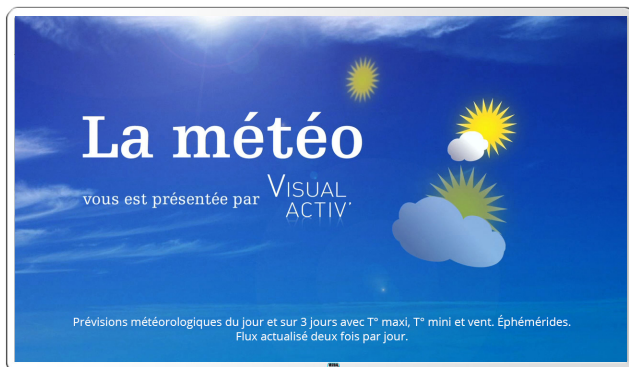 La météo
vous est présentée par VISUAL
ACTIV'
Prévisions météorologiques du jour et sur 3 jours avec T° maxi, T° mini et vent. Éphémérides.
Flux actualisé deux fois par jour.